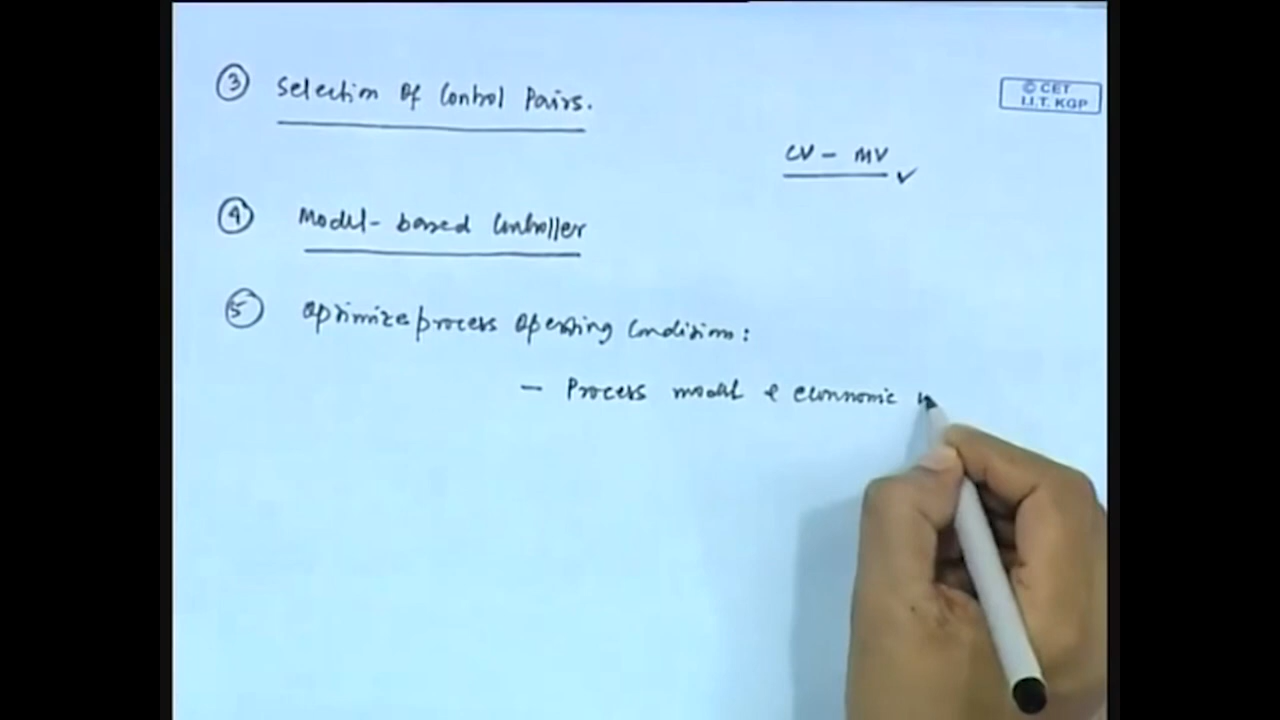 ③ Selection of Control Pairs.
© CET
I.I.T. KGP
CV - MV ✓
④ Model-based Controller
⑤ Optimize process operating conditions:
- Process model & economic